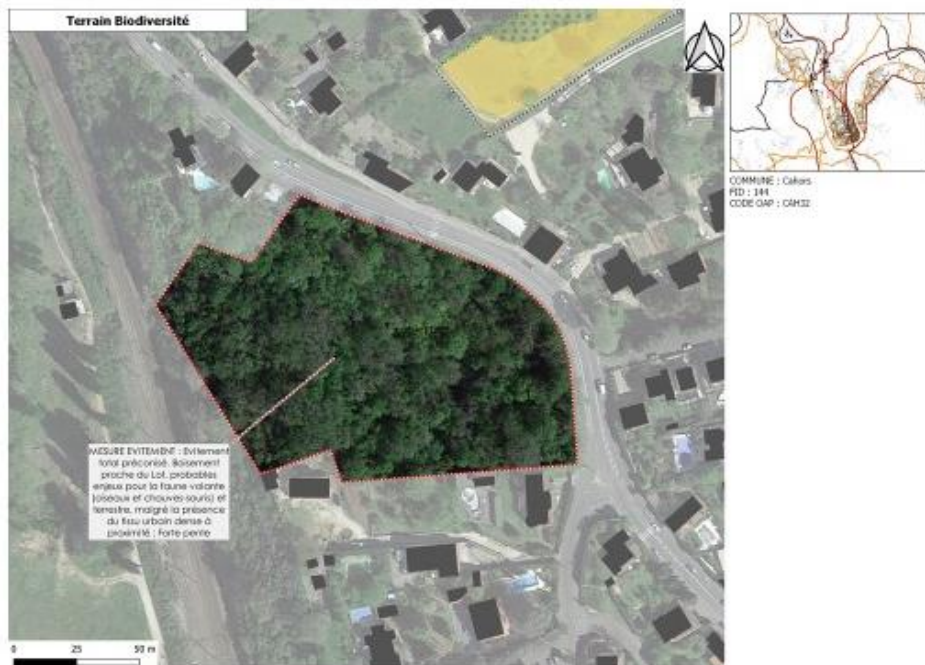 Terrain Biodiversité
COMMUNE : Cahors
FID : 144
CODE OAP : CAH32
MESURE EVITEMENT : Evitement
total préconisé. Boisement
proche du Lot, probables
enjeux pour la faune volante
(oiseaux et chauves-souris) et
terrestre, malgré la présence
du tissu urbain dense à
proximité ; Forte pente
0 25 50 m